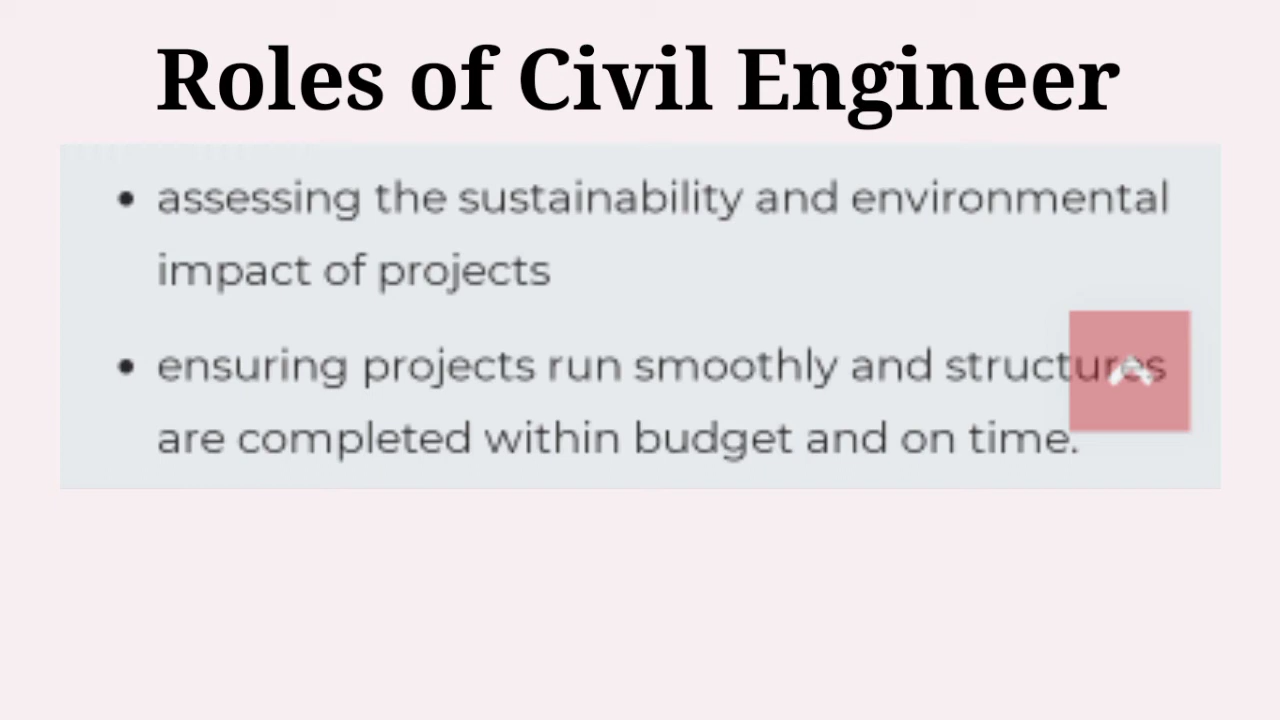 Roles of Civil Engineer
• assessing the sustainability and environmental
impact of projects
• ensuring projects run smoothly and structures
are completed within budget and on time.